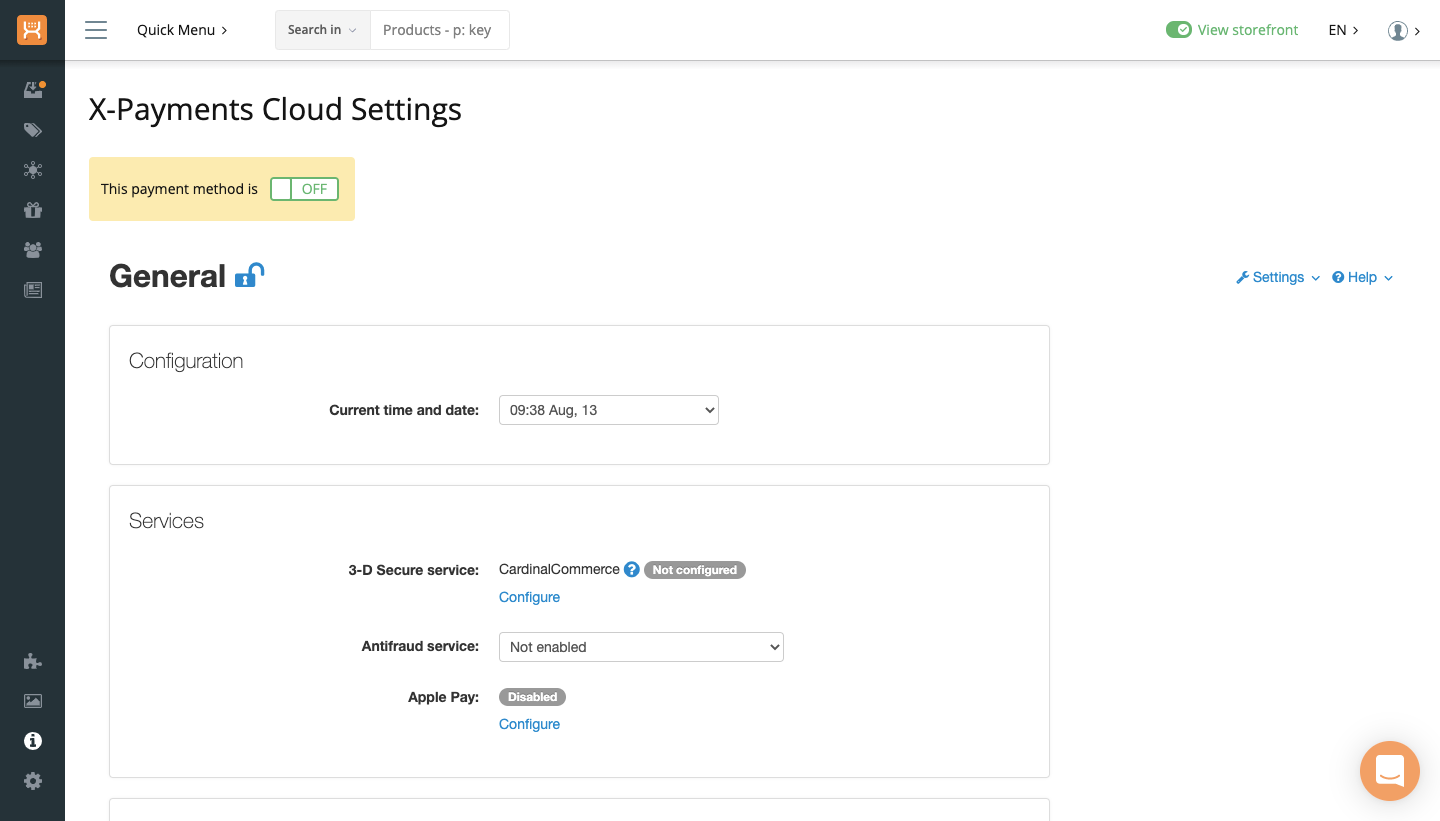 Quick Menu
Search in
Products - p: key
View storefront
EN
X-Payments Cloud Settings
This payment method is OFF
General
Settings
Help
Configuration
Current time and date: 09:38 Aug, 13
Services
3-D Secure service: CardinalCommerce ? Not configured
Configure
Antifraud service: Not enabled
Apple Pay: Disabled
Configure